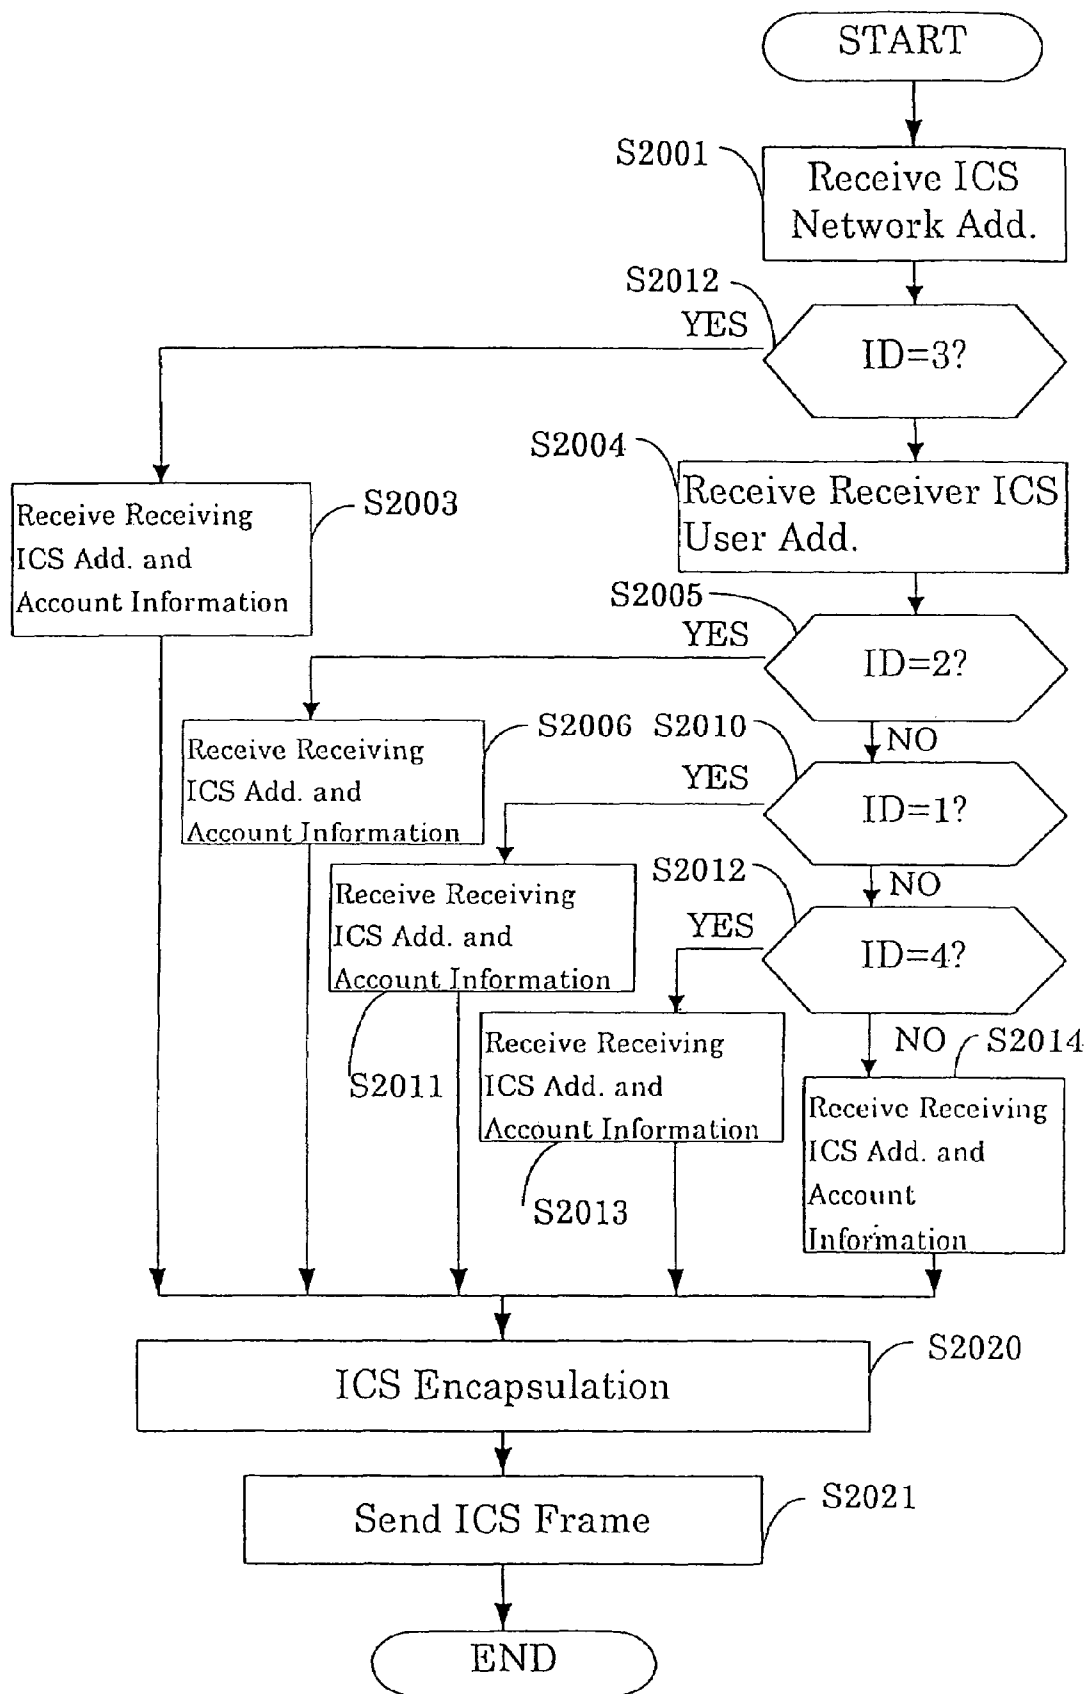 START
S2001
Receive ICS
Network Add.
S2012
YES
ID=3?
S2004
Receive Receiver ICS
User Add.
Receive Receiving
ICS Add. and
Account Information
S2003
S2005
YES
ID=2?
NO
Receive Receiving
ICS Add. and
Account Information
S2006
S2010
YES
ID=1?
NO
Receive Receiving
ICS Add. and
Account Information
S2011
S2012
YES
ID=4?
NO
Receive Receiving
ICS Add. and
Account Information
S2013
S2014
Receive Receiving
ICS Add. and
Account
Information
ICS Encapsulation
S2020
Send ICS Frame
S2021
END